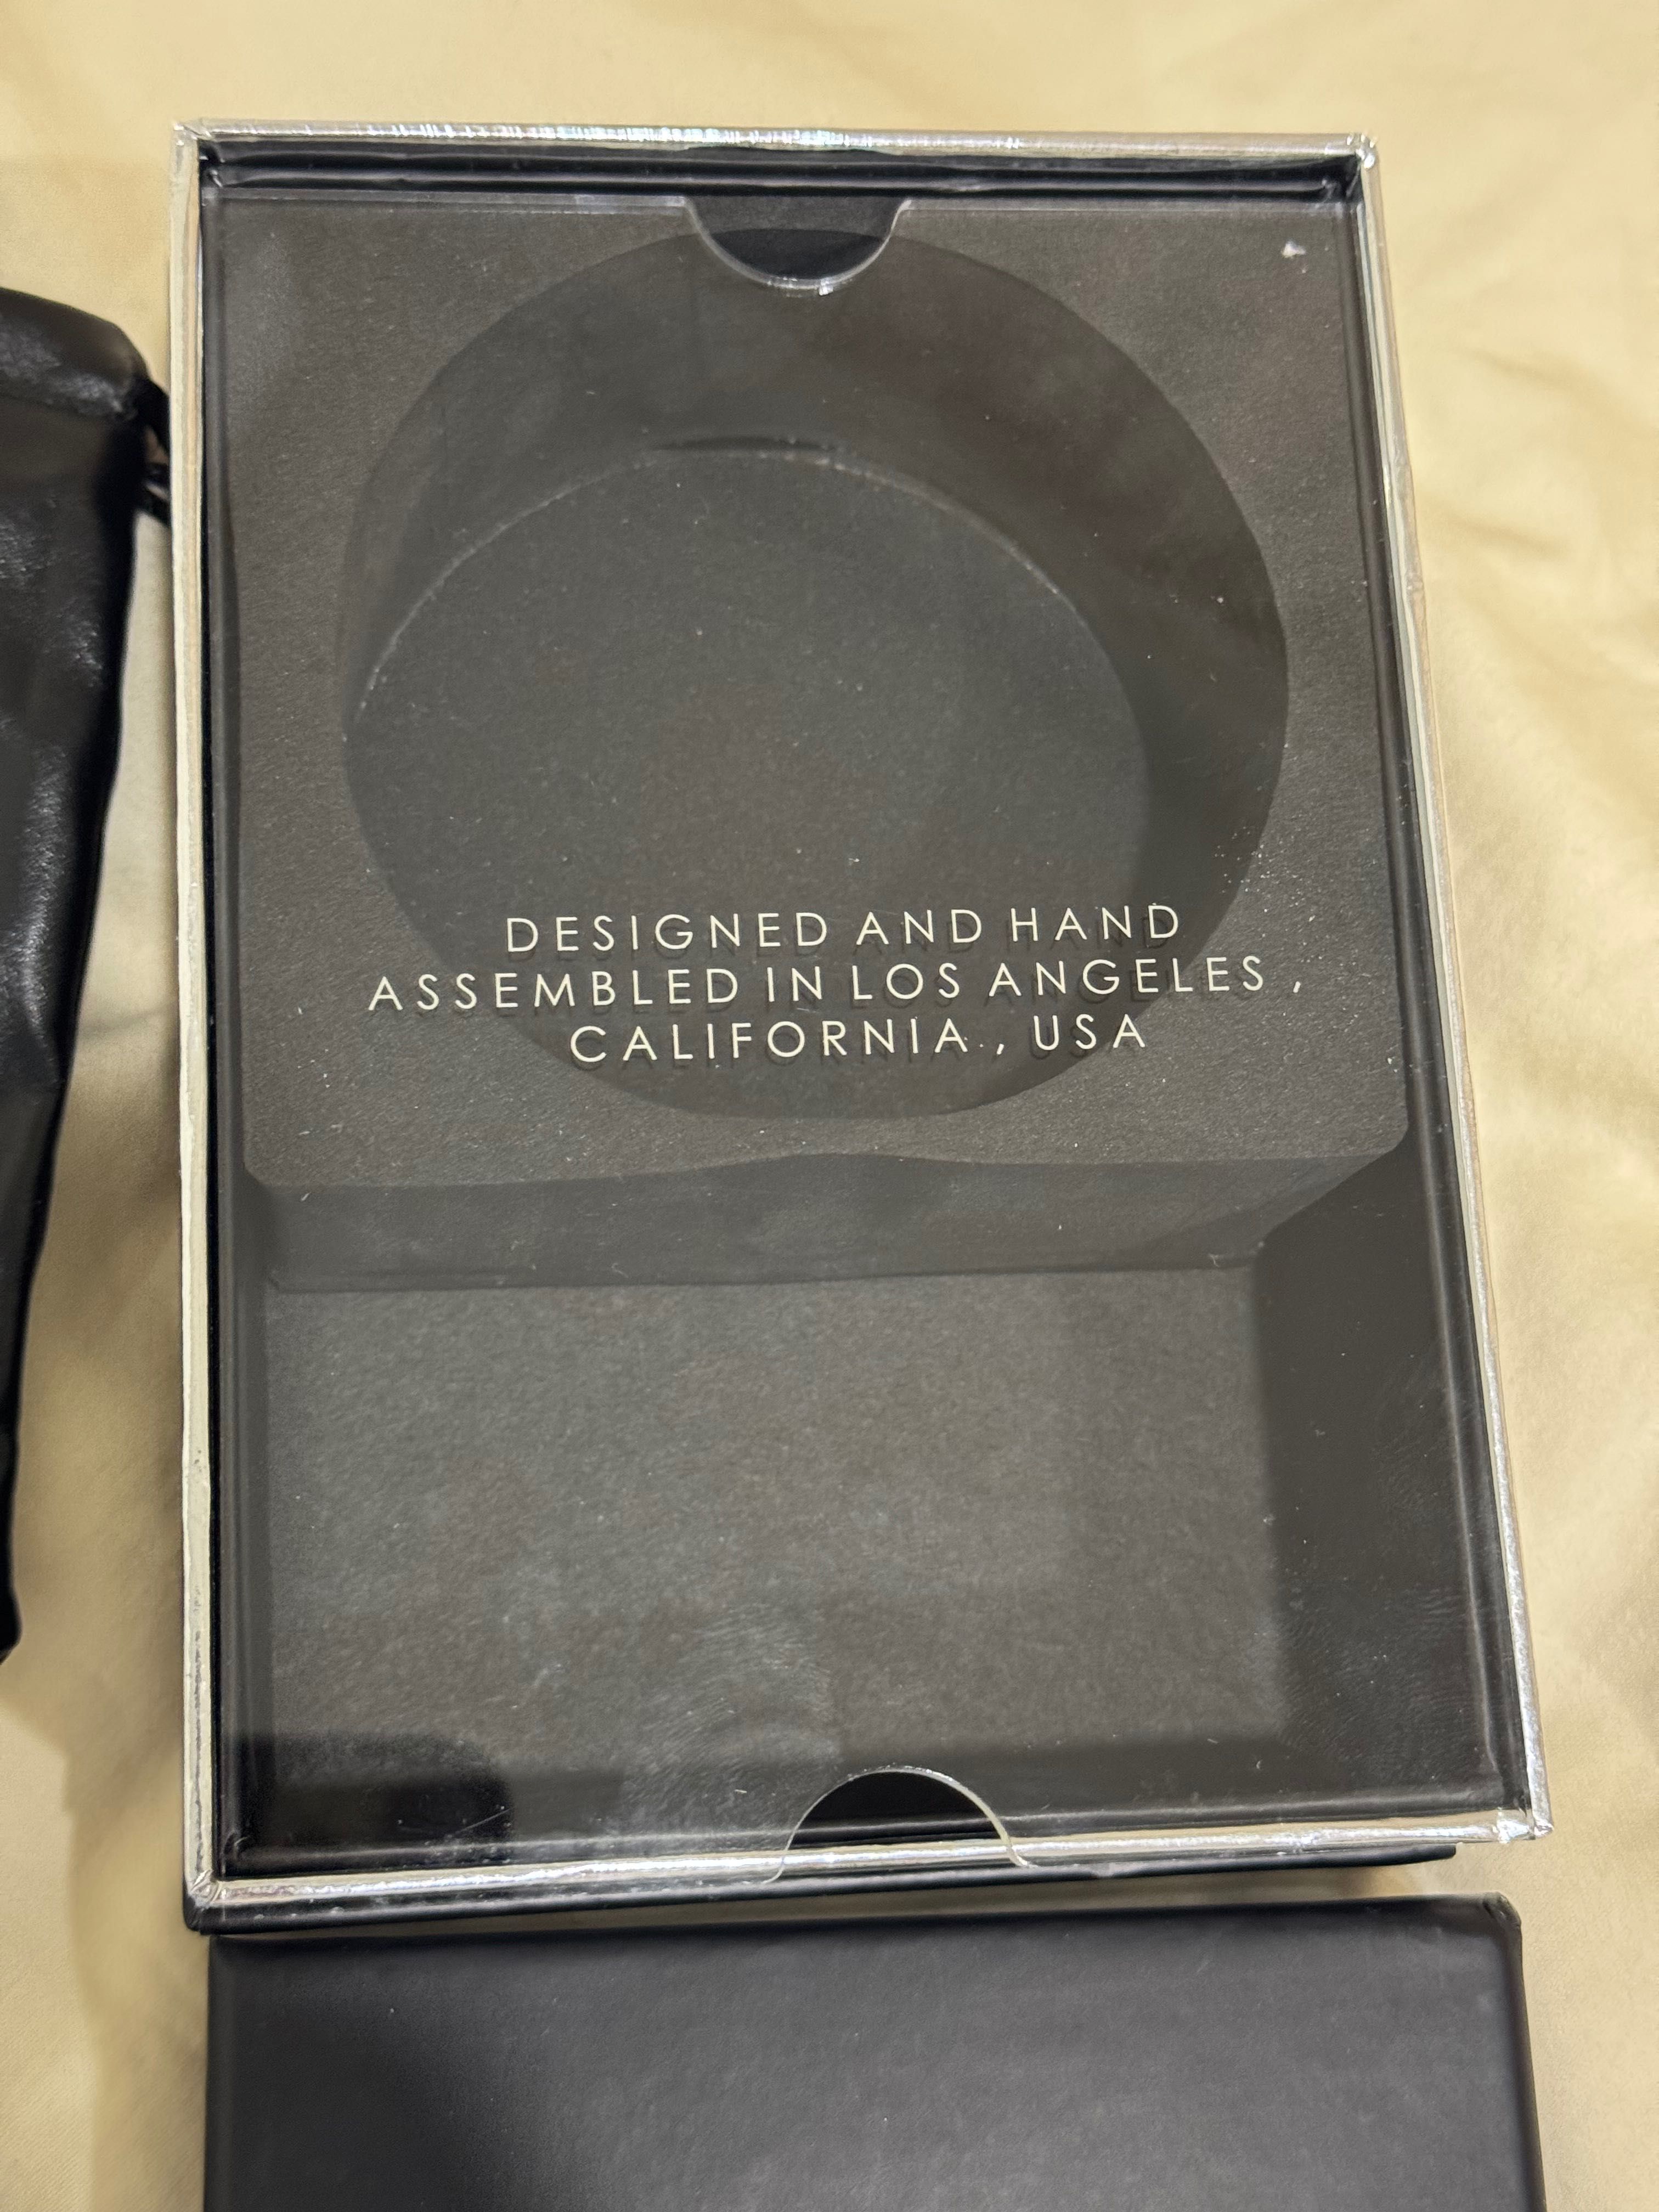 DESIGNED AND HAND
ASSEMBLED IN LOS ANGELES ,
CALIFORNIA , USA